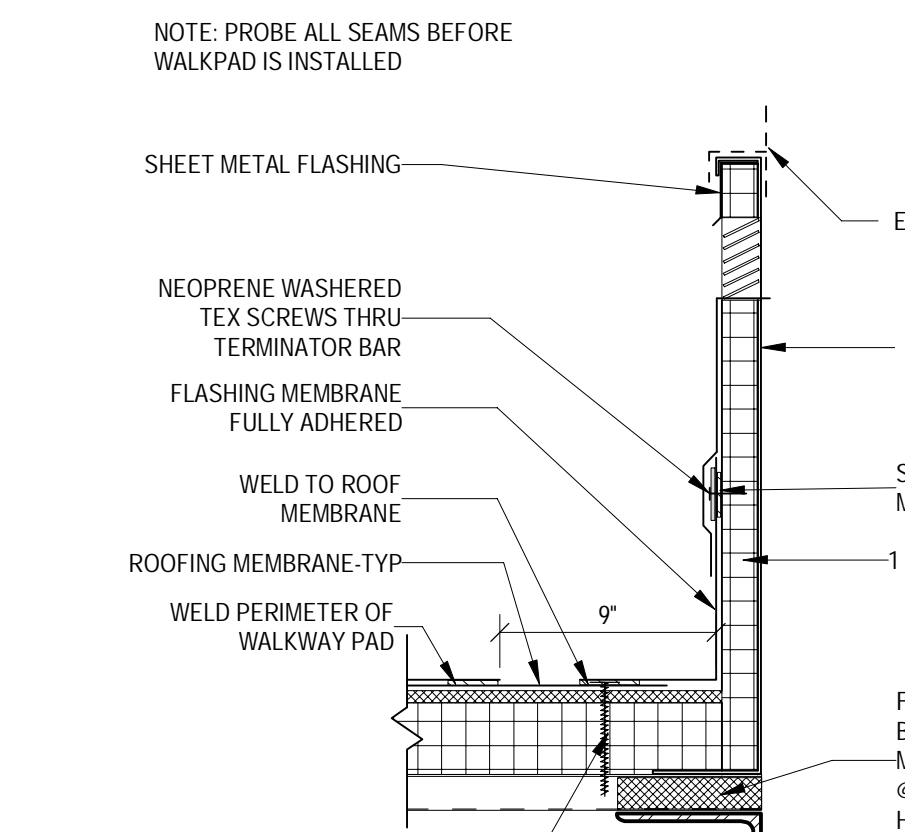 NOTE: PROBE ALL SEAMS BEFORE
WALKPAD IS INSTALLED
SHEET METAL FLASHING
E
NEOPRENE WASHERED
TEX SCREWS THRU
TERMINATOR BAR
FLASHING MEMBRANE
FULLY ADHERED
WELD TO ROOF
MEMBRANE
S
M
ROOFING MEMBRANE-TYP
1
WELD PERIMETER OF
WALKWAY PAD
9"
F
B
M
@
H